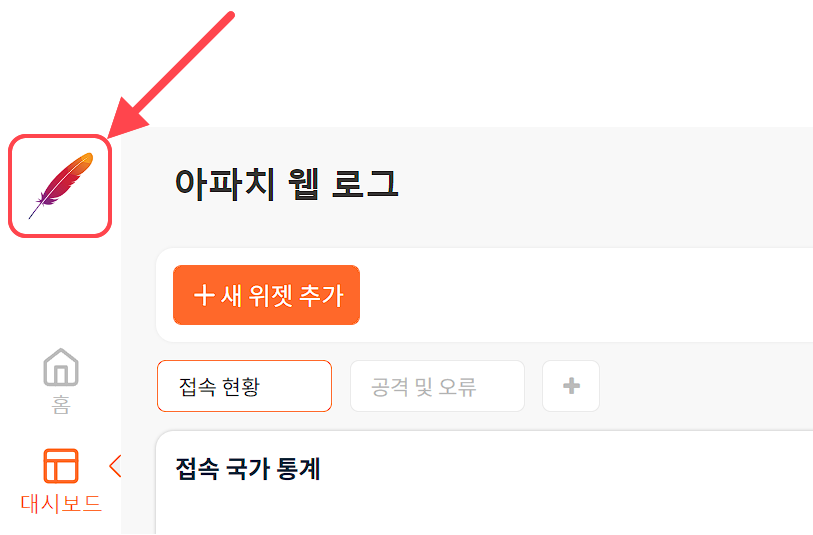 아파치 웹 로그
+ 새 위젯 추가
접속 현황
공격 및 오류
+
접속 국가 통계
홈
대시보드